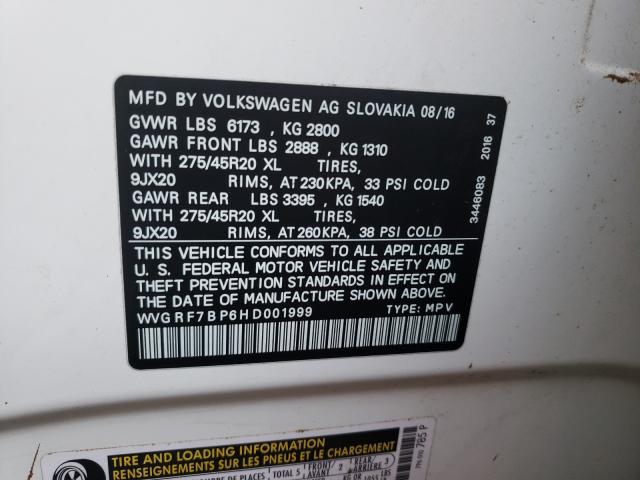 MFD BY VOLKSWAGEN AG SLOVAKIA 08/16
GVWR LBS 6173 , KG 2800
GAWR FRONT LBS 2888 , KG 1310
WITH 275/45R20 XL TIRES,
9JX20 RIMS, AT 230KPA, 33 PSI COLD
GAWR REAR LBS 3395 , KG 1540
WITH 275/45R20 XL TIRES,
9JX20 RIMS, AT 260KPA, 38 PSI COLD
THIS VEHICLE CONFORMS TO ALL APPLICABLE
U. S. FEDERAL MOTOR VEHICLE SAFETY AND
THEFT PREVENTION STANDARDS IN EFFECT ON
THE DATE OF MANUFACTURE SHOWN ABOVE.
WVGRF7BP6HD001999 TYPE: MPV
3446083 2016 37
TIRE AND LOADING INFORMATION
RENSEIGNEMENTS SUR LES PNEUS ET LE CHARGEMENT
TOTAL 5 FRONT/ 2 REAR/ 3